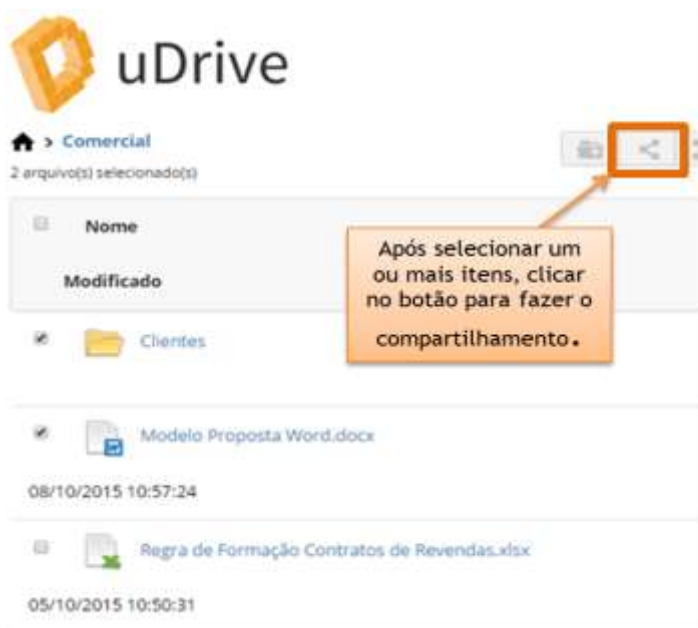 uDrive
> Comercial
2 arquivo(s) selecionado(s)
Nome
Modificado
Após selecionar um
ou mais itens, clicar
no botão para fazer o
compartilhamento.
Clientes
Modelo Proposta Word.docx
08/10/2015 10:57:24
Regra de Formação Contratos de Revendas.xlsx
05/10/2015 10:50:31